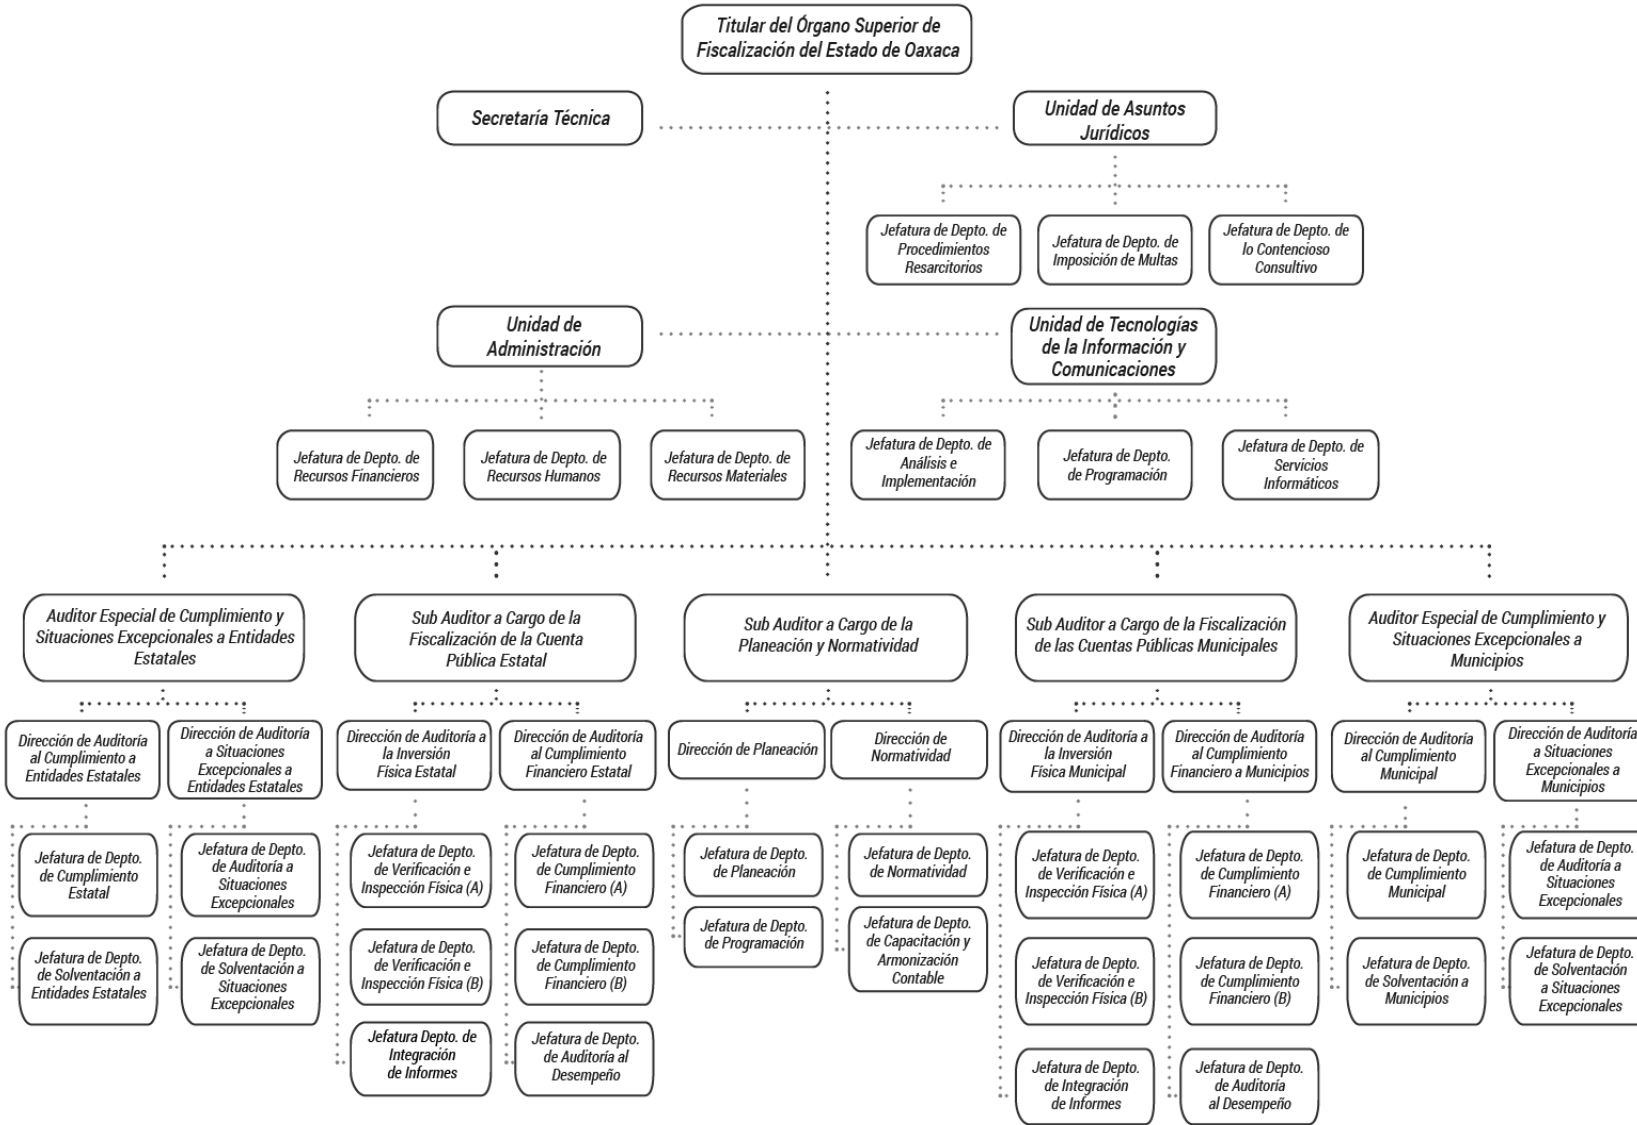 Titular del Órgano Superior de
Fiscalización del Estado de Oaxaca
Secretaría Técnica
Unidad de Asuntos
Jurídicos
Jefatura de Depto. de
Procedimientos
Resarcitorios
Jefatura de Depto. de
Imposición de Multas
Jefatura de Depto. de
lo Contencioso
Consultivo
Unidad de
Administración
Unidad de Tecnologías
de la Información y
Comunicaciones
Jefatura de Depto. de
Recursos Financieros
Jefatura de Depto. de
Recursos Humanos
Jefatura de Depto. de
Recursos Materiales
Jefatura de Depto. de
Análisis e
Implementación
Jefatura de Depto.
de Programación
Jefatura de Depto. de
Servicios
Informáticos
Auditor Especial de Cumplimiento y
Situaciones Excepcionales a Entidades
Estatales
Sub Auditor a Cargo de la
Fiscalización de la Cuenta
Pública Estatal
Sub Auditor a Cargo de la
Planeación y Normatividad
Sub Auditor a Cargo de la Fiscalización
de las Cuentas Públicas Municipales
Auditor Especial de Cumplimiento y
Situaciones Excepcionales a
Municipios
Dirección de Auditoría
al Cumplimiento a
Entidades Estatales
Dirección de Auditoría
a Situaciones
Excepcionales a
Entidades Estatales
Dirección de Auditoría a
la Inversión
Física Estatal
Dirección de Auditoría
al Cumplimiento
Financiero Estatal
Dirección de Planeación
Dirección de
Normatividad
Dirección de Auditoría a
la Inversión
Física Municipal
Dirección de Auditoría
al Cumplimiento
Financiero a Municipios
Dirección de Auditoría
al Cumplimiento
Municipal
Dirección de Auditoría
a Situaciones
Excepcionales a
Municipios
Jefatura de Depto.
de Cumplimiento
Estatal
Jefatura de Depto.
de Auditoría a
Situaciones
Excepcionales
Jefatura de Depto.
de Verificación e
Inspección Física (A)
Jefatura de Depto.
de Cumplimiento
Financiero (A)
Jefatura de Depto.
de Planeación
Jefatura de Depto.
de Normatividad
Jefatura de Depto.
de Verificación e
Inspección Física (A)
Jefatura de Depto.
de Cumplimiento
Financiero (A)
Jefatura de Depto.
de Cumplimiento
Municipal
Jefatura de Depto.
de Auditoría a
Situaciones
Excepcionales
Jefatura de Depto.
de Solventación a
Entidades Estatales
Jefatura de Depto.
de Solventación a
Situaciones
Excepcionales
Jefatura de Depto.
de Verificación e
Inspección Física (B)
Jefatura de Depto.
de Cumplimiento
Financiero (B)
Jefatura de Depto.
de Programación
Jefatura de Depto.
de Capacitación y
Armonización
Contable
Jefatura de Depto.
de Verificación e
Inspección Física (B)
Jefatura de Depto.
de Cumplimiento
Financiero (B)
Jefatura de Depto.
de Solventación a
Municipios
Jefatura de Depto.
de Solventación
a Situaciones
Excepcionales
Jefatura Depto. de
Integración
de Informes
Jefatura de Depto.
de Auditoría al
Desempeño
Jefatura de Depto.
de Integración
de Informes
Jefatura de Depto.
de Auditoría
al Desempeño